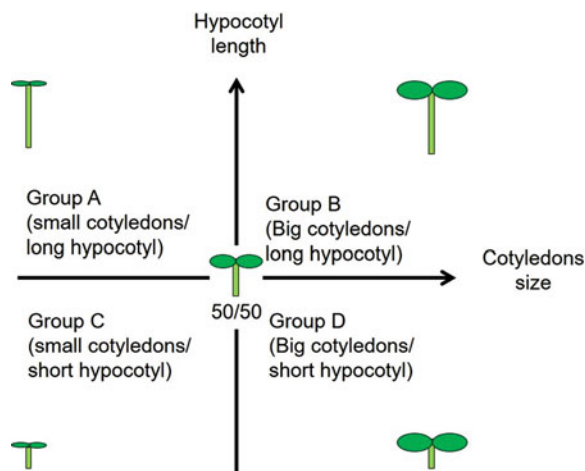 Hypocotyl
length
Group A
(small cotyledons/
long hypocotyl)
Group B
(Big cotyledons/
long hypocotyl)
Cotyledons
size
50/50
Group C
(small cotyledons/
short hypocotyl)
Group D
(Big cotyledons/
short hypocotyl)